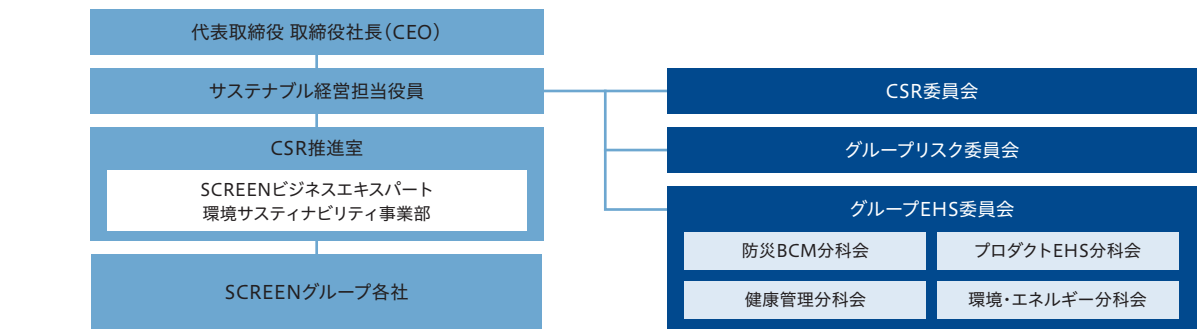 代表取締役 取締役社長（CEO）
サステナブル経営担当役員
CSR推進室
SCREENビジネスエキスパート
環境サスティナビリティ事業部
SCREENグループ各社
CSR委員会
グループリスク委員会
グループEHS委員会
防災BCM分科会
プロダクトEHS分科会
健康管理分科会
環境・エネルギー分科会